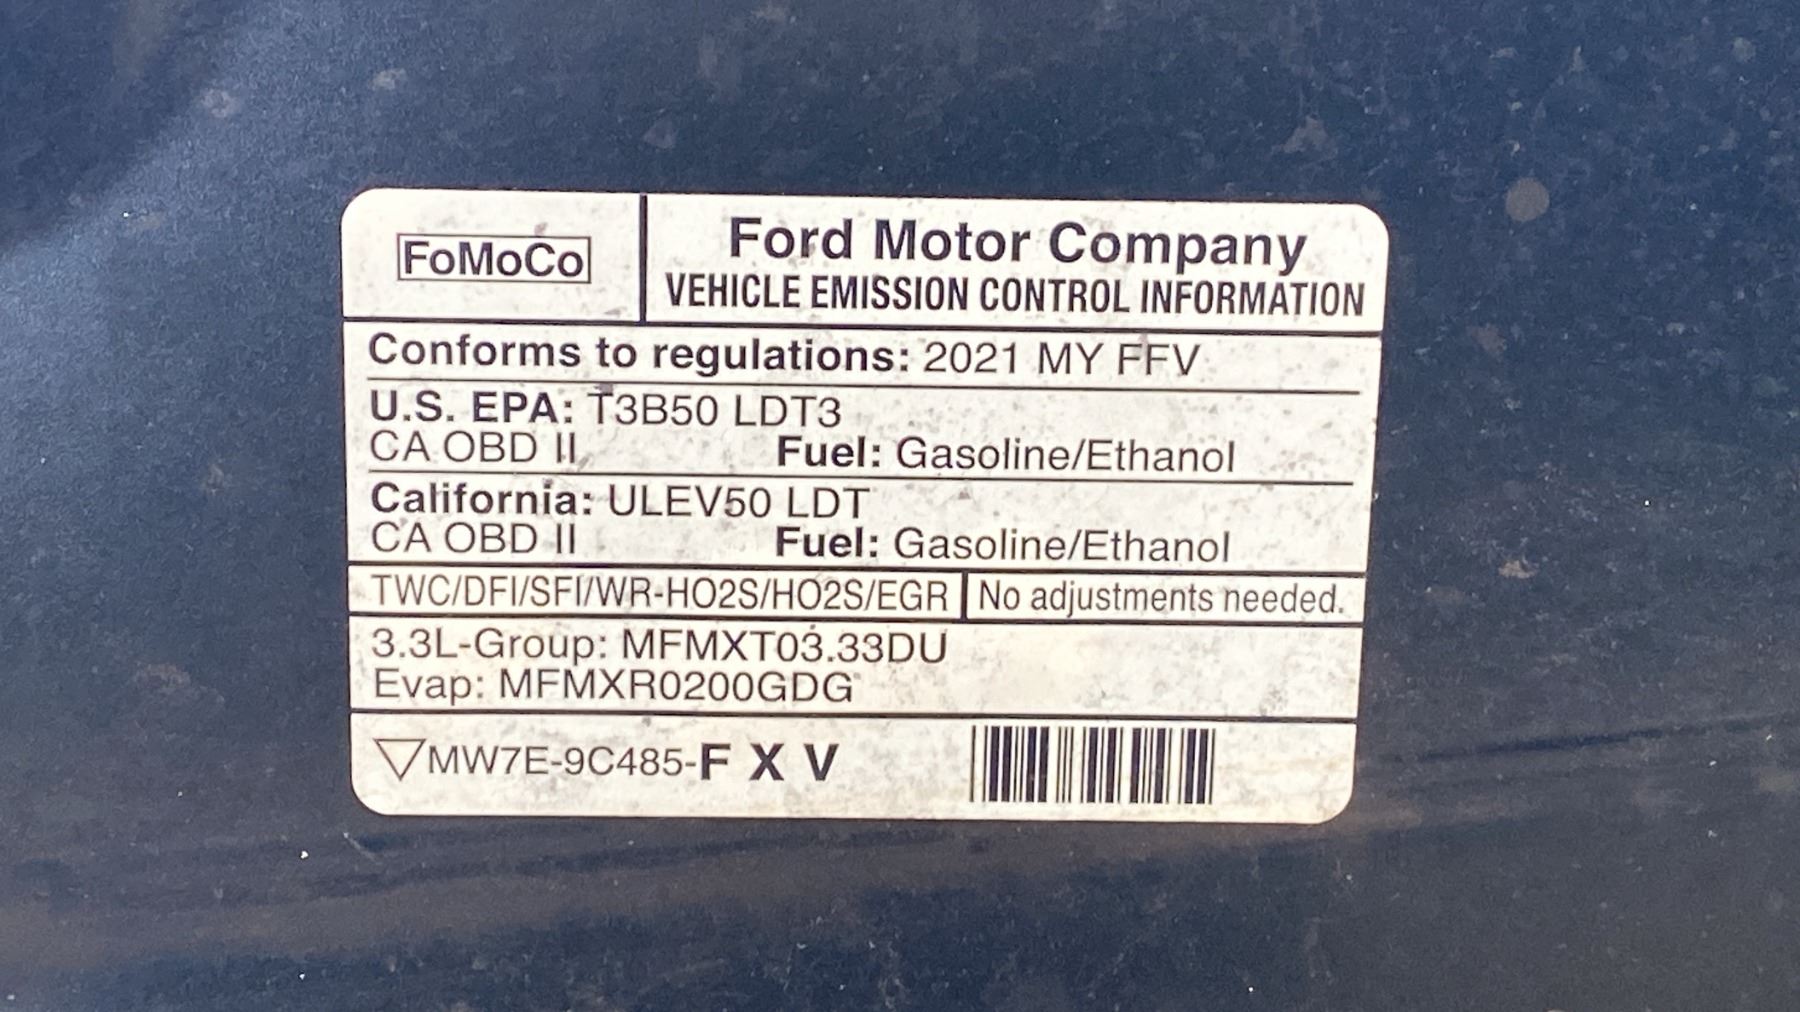 FoMoCo
Ford Motor Company
VEHICLE EMISSION CONTROL INFORMATION
Conforms to regulations: 2021 MY FFV
U.S. EPA: T3B50 LDT3
CA OBD II Fuel: Gasoline/Ethanol
California: ULEV50 LDT
CA OBD II Fuel: Gasoline/Ethanol
TWC/DFI/SFI/WR-HO2S/HO2S/EGR No adjustments needed.
3.3L-Group: MFMXT03.33DU
Evap: MFMXR0200GDG
MW7E-9C485-F X V